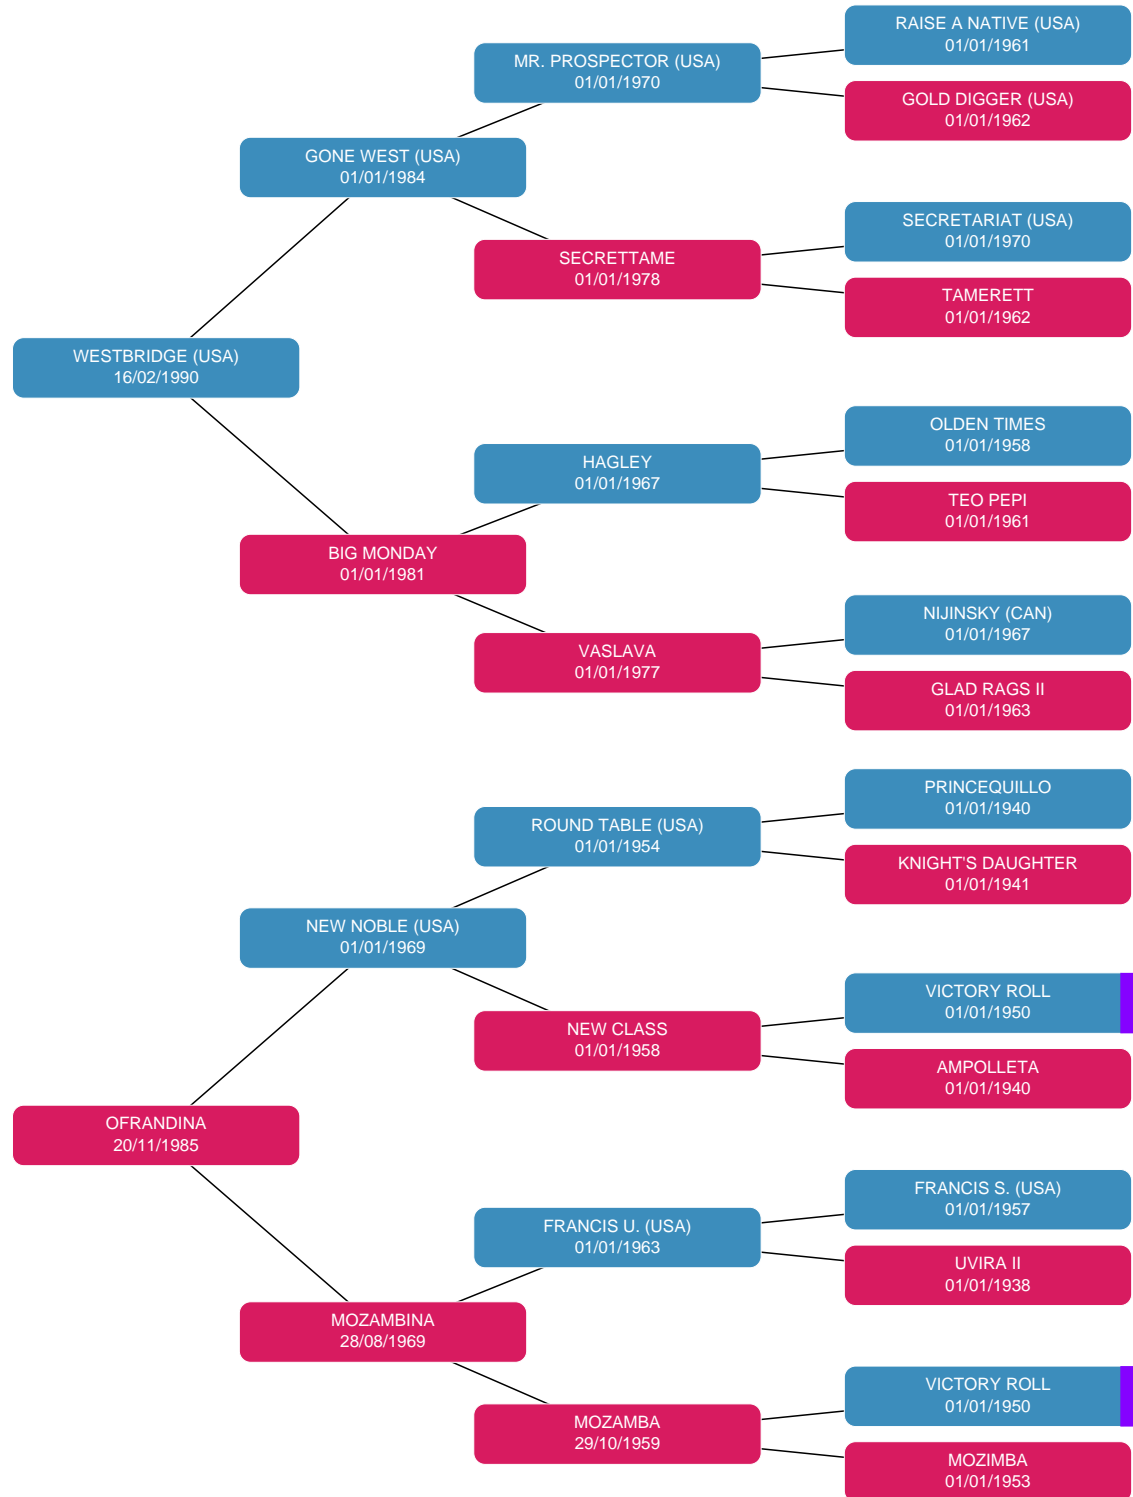 RAISE A NATIVE (USA)
01/01/1961
MR. PROSPECTOR (USA)
01/01/1970
GOLD DIGGER (USA)
01/01/1962
GONE WEST (USA)
01/01/1984
SECRETARIAT (USA)
01/01/1970
SECRETTAME
01/01/1978
TAMERETT
01/01/1962
WESTBRIDGE (USA)
16/02/1990
OLDEN TIMES
01/01/1958
HAGLEY
01/01/1967
TEO PEPI
01/01/1961
BIG MONDAY
01/01/1981
NIJINSKY (CAN)
01/01/1967
VASLAVA
01/01/1977
GLAD RAGS II
01/01/1963
PRINCEQUILLO
01/01/1940
ROUND TABLE (USA)
01/01/1954
KNIGHT'S DAUGHTER
01/01/1941
NEW NOBLE (USA)
01/01/1969
VICTORY ROLL
01/01/1950
NEW CLASS
01/01/1958
AMPOLLETA
01/01/1940
OFRANDINA
20/11/1985
FRANCIS S. (USA)
01/01/1957
FRANCIS U. (USA)
01/01/1963
UVIRA II
01/01/1938
MOZAMBINA
28/08/1969
VICTORY ROLL
01/01/1950
MOZAMBA
29/10/1959
MOZIMBA
01/01/1953